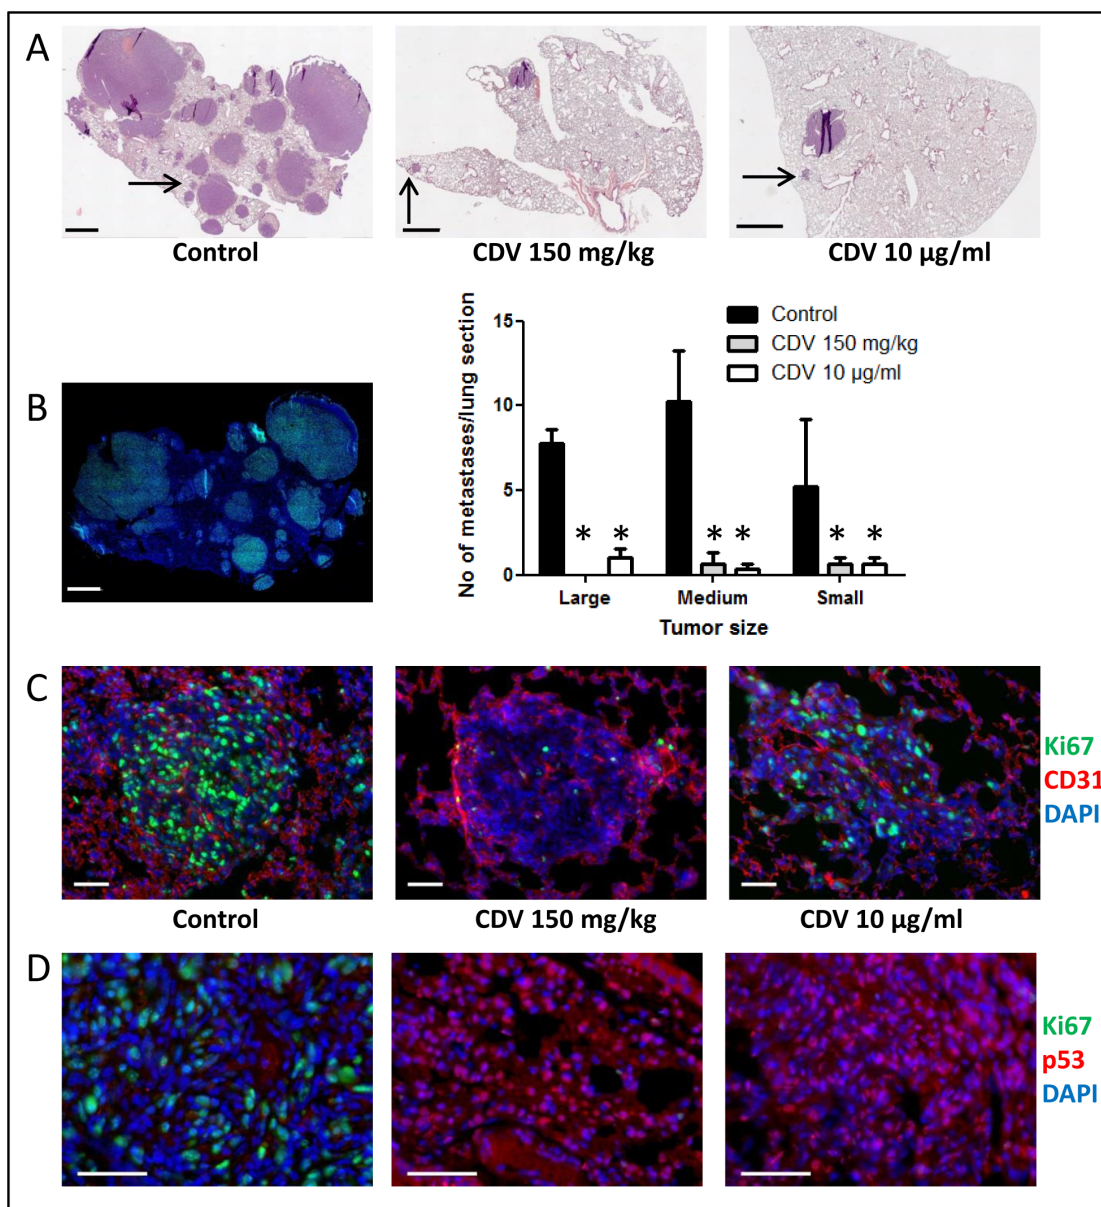 A
Control
CDV 150 mg/kg
CDV 10 µg/ml
B
No of metastases/lung section
15
10
5
0
Control
CDV 150 mg/kg
CDV 10 µg/ml
*
*
*
*
*
*
Large
Medium
Small
Tumor size
C
Ki67
CD31
DAPI
Control
CDV 150 mg/kg
CDV 10 µg/ml
D
Ki67
p53
DAPI